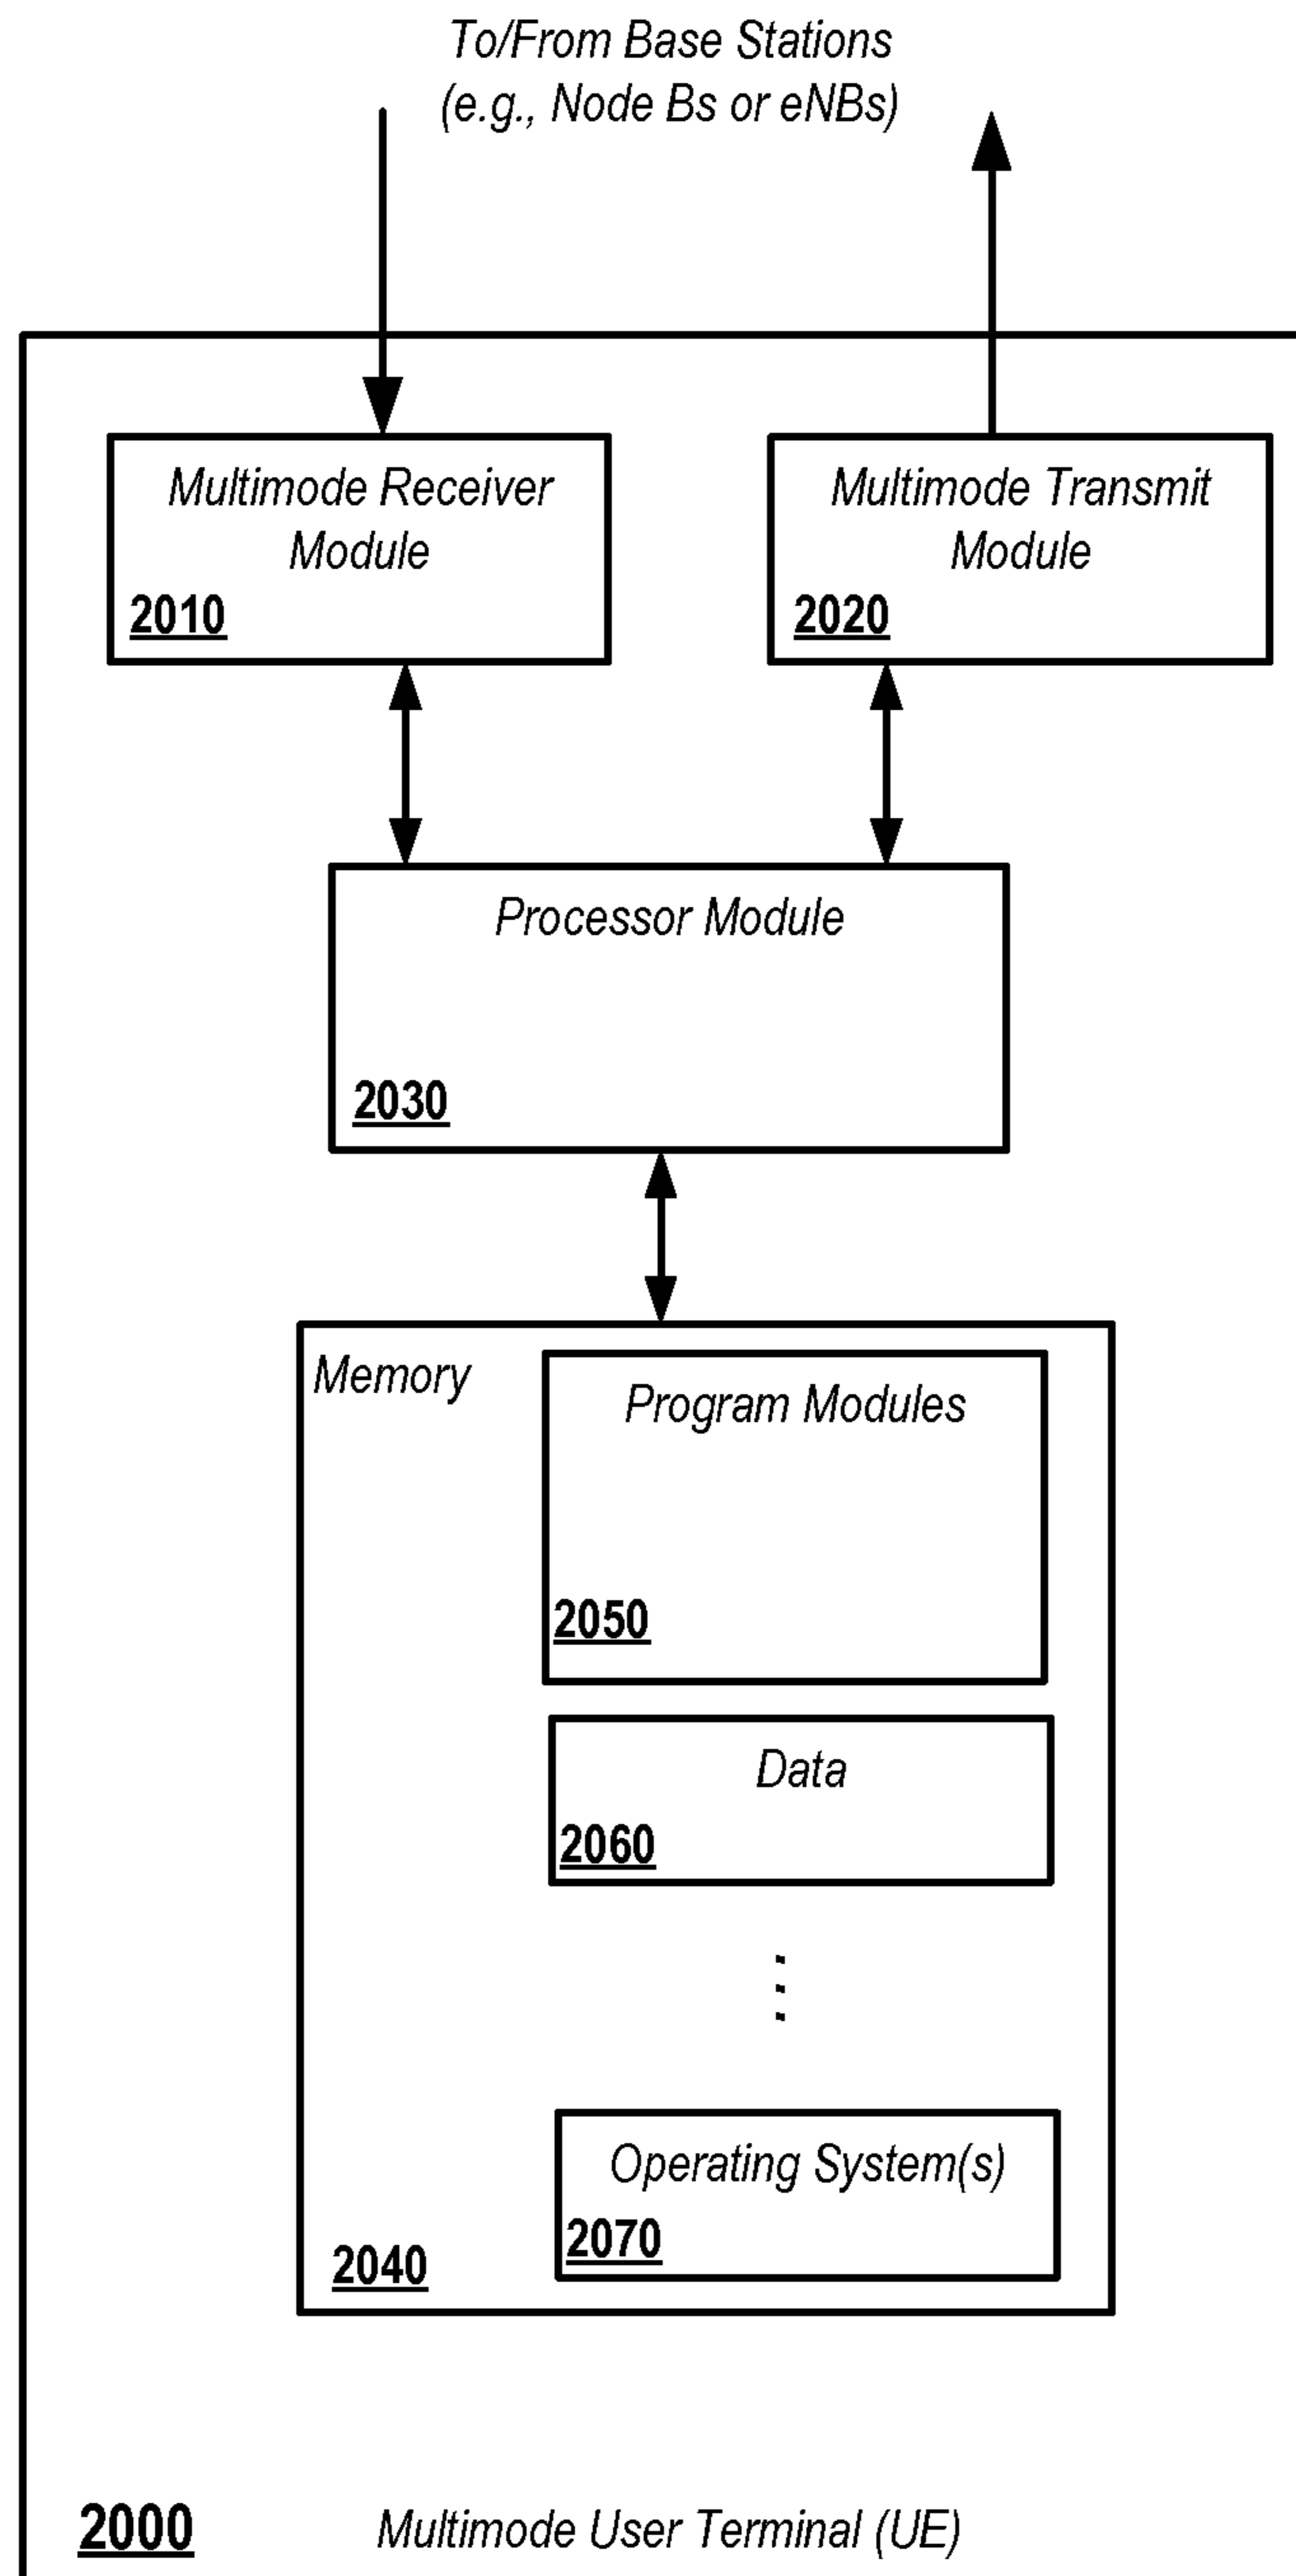 To/From Base Stations
(e.g., Node Bs or eNBs)
Multimode Receiver
Module
2010
Multimode Transmit
Module
2020
Processor Module
2030
Memory
Program Modules
2050
Data
2060
Operating System(s)
2070
2040
2000 Multimode User Terminal (UE)